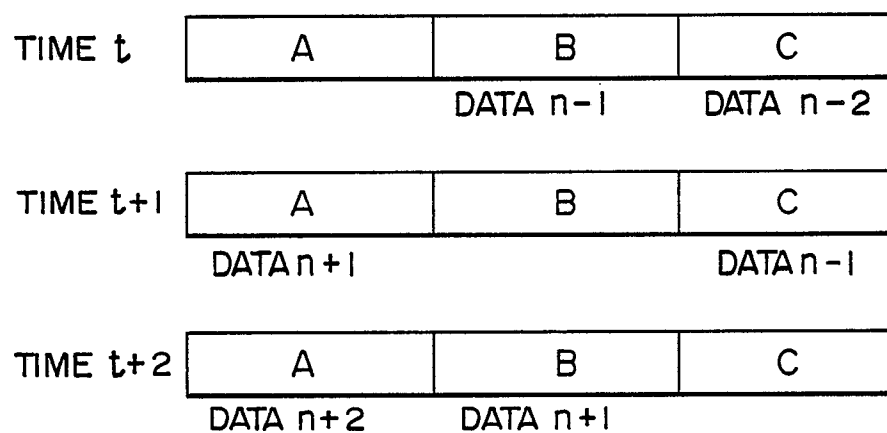 TIME t A B C
DATA n-1 DATA n-2
TIME t+1 A B C
DATA n+1 DATA n-1
TIME t+2 A B C
DATA n+2 DATA n+1